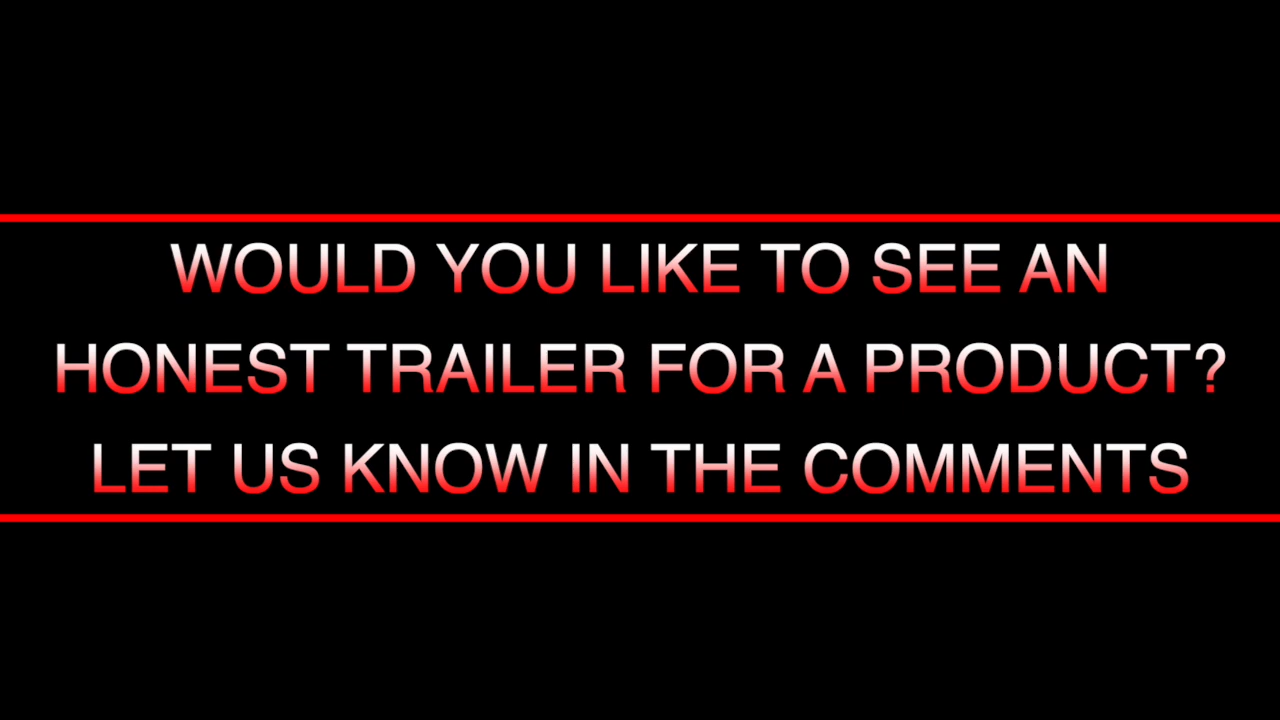 WOULD YOU LIKE TO SEE AN
HONEST TRAILER FOR A PRODUCT?
LET US KNOW IN THE COMMENTS